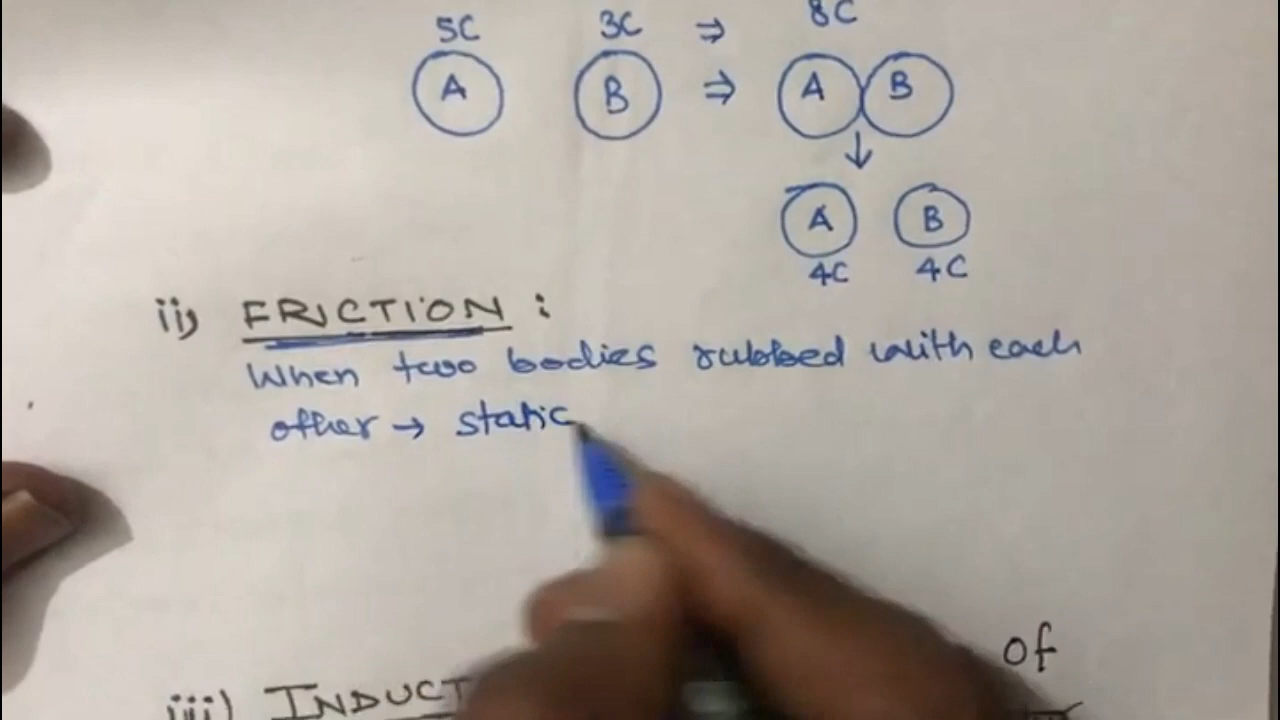 5C 3C ⇒ 8C
A B ⇒ A B
↓
A B
4C 4C
ii) FRICTION :
When two bodies rubbed with each
other → static
of
iii) INDUCT